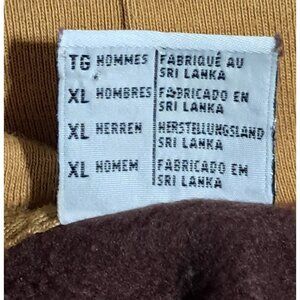 TG HOMMES FABRIQUÉ AU
SRI LANKA
XL HOMBRES FABRICADO EN
SRI LANKA
XL HERREN HERSTELLUNGSLAND
SRI LANKA
XL HOMEM FABRICADO EM
SRI LANKA